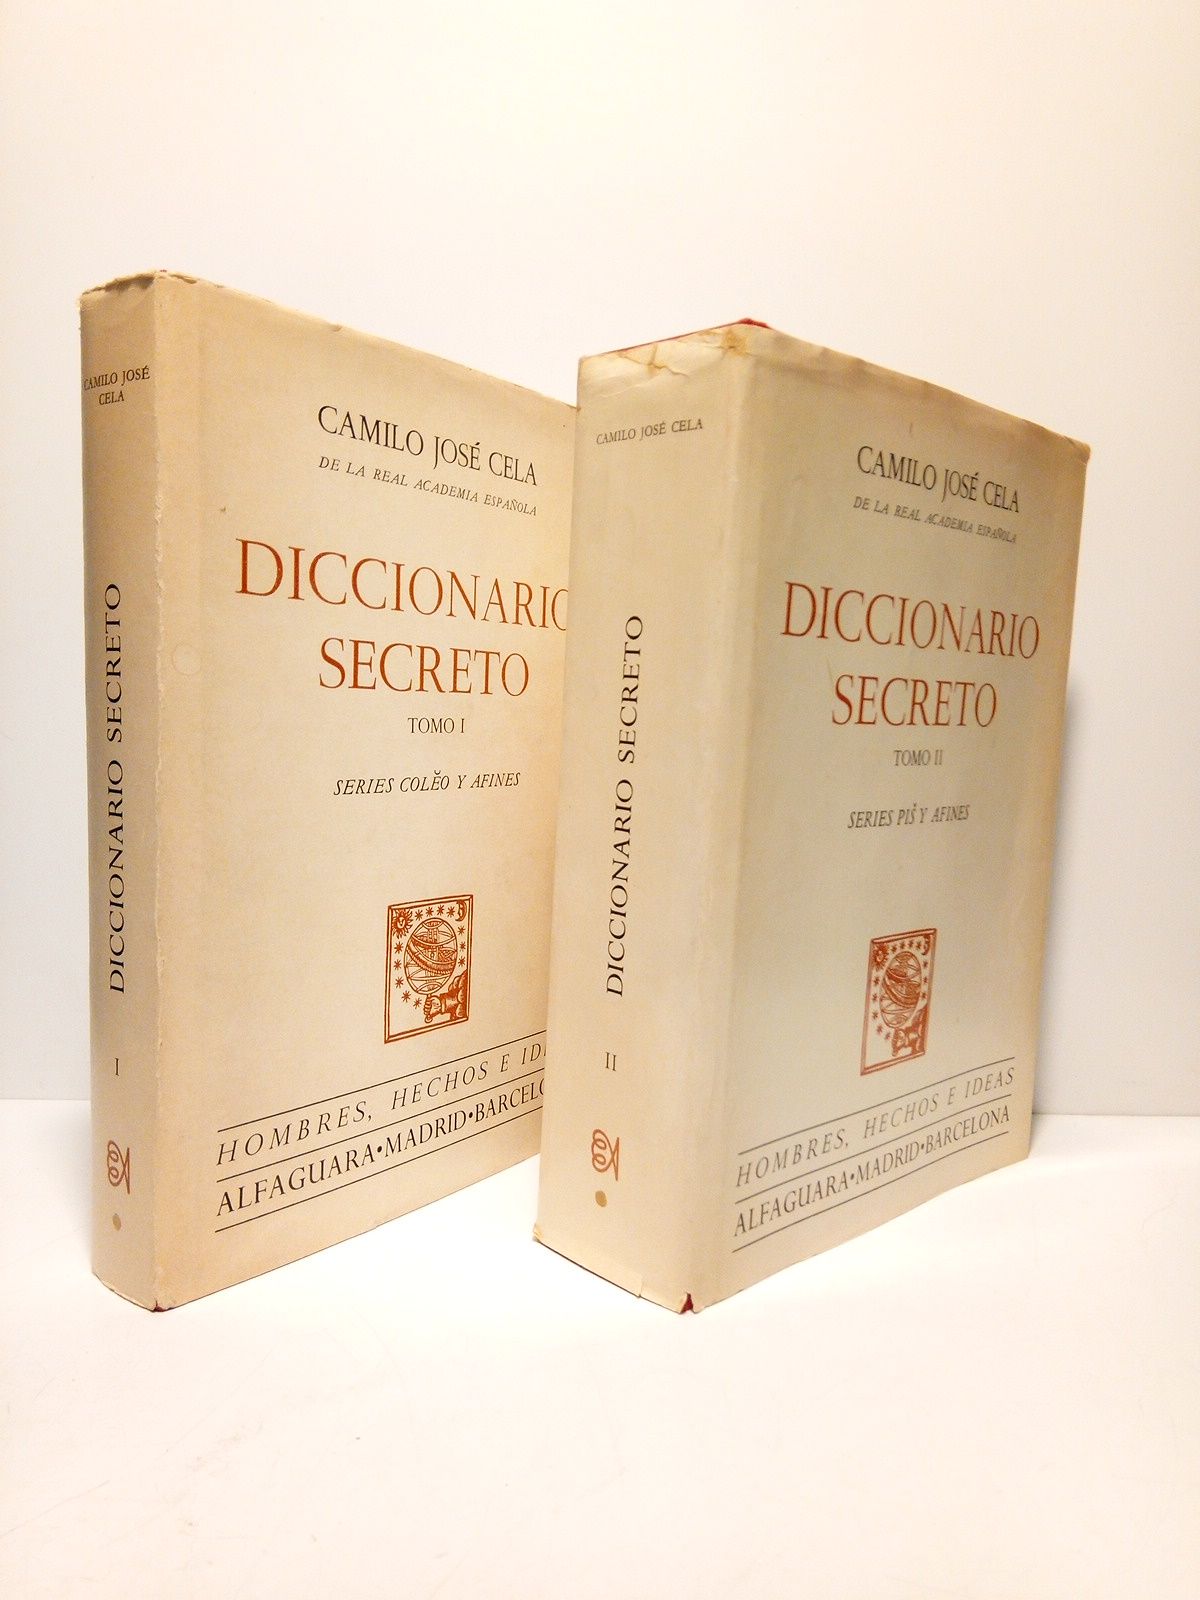 CAMILO JOSÉ
CELA
DICCIONARIO SECRETO
I
CAMILO JOSÉ CELA
DE LA REAL ACADEMIA ESPAÑOLA
DICCIONARIO
SECRETO
TOMO I
SERIES COLĔO Y AFINES
HOMBRES, HECHOS E IDE
ALFAGUARA•MADRID•BARCELO
CAMILO JOSÉ CELA
DICCIONARIO SECRETO
II
CAMILO JOSÉ CELA
DE LA REAL ACADEMIA ESPAÑOLA
DICCIONARIO
SECRETO
TOMO II
SERIES PIŠ Y AFINES
HOMBRES, HECHOS E IDEAS
ALFAGUARA•MADRID•BARCELONA